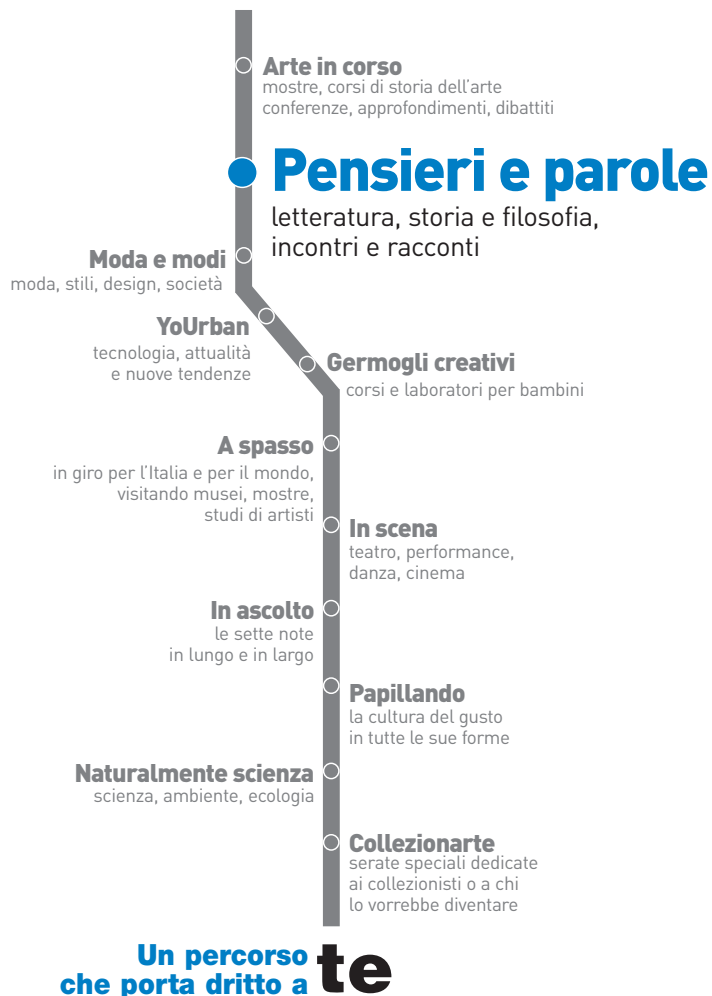 Arte in corso
mostre, corsi di storia dell'arte
conferenze, approfondimenti, dibattiti
Pensieri e parole
letteratura, storia e filosofia,
incontri e racconti
Moda e modi
moda, stili, design, società
YoUrban
tecnologia, attualità
e nuove tendenze
Germogli creativi
corsi e laboratori per bambini
A spasso
in giro per l'Italia e per il mondo,
visitando musei, mostre,
studi di artisti
In scena
teatro, performance,
danza, cinema
In ascolto
le sette note
in lungo e in largo
Papillando
la cultura del gusto
in tutte le sue forme
Naturalmente scienza
scienza, ambiente, ecologia
Collezionarte
serate speciali dedicate
ai collezionisti o a chi
lo vorrebbe diventare
Un percorso
che porta dritto a te